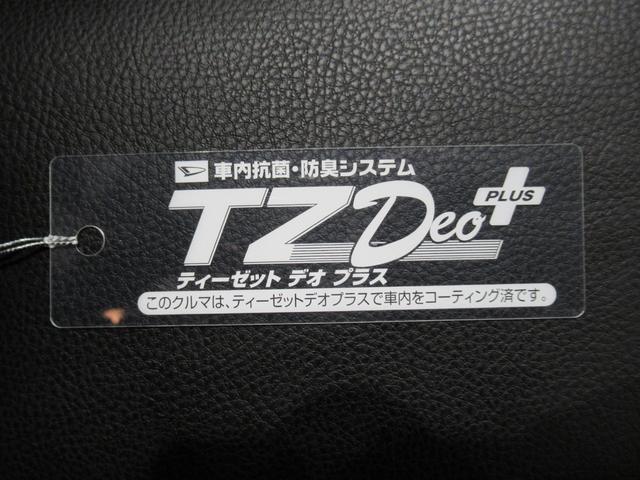 車内抗菌・防臭システム
TZDeo PLUS
ティーゼット デオ プラス
このクルマは、ティーゼットデオプラスで車内をコーティング済です。